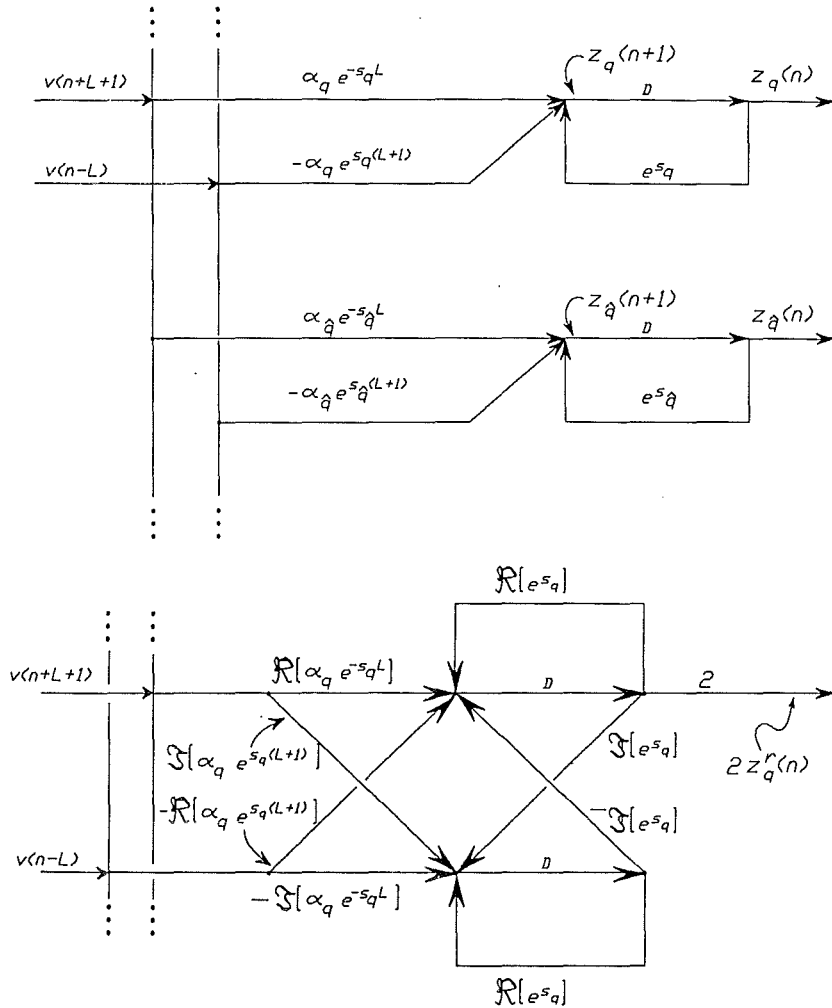 v(n+L+1)
α_q e^{-s_q L}
z_q(n+1)
D
z_q(n)
v(n-L)
-α_q e^{s_q(L+1)}
e^{s_q}
α_q̂ e^{-s_q̂ L}
z_q̂(n+1)
D
z_q̂(n)
-α_q̂ e^{s_q̂(L+1)}
e^{s_q̂}
ℜ[e^{s_q}]
v(n+L+1)
ℜ[α_q e^{-s_q L}]
D
2
ℑ[α_q e^{s_q(L+1)}]
ℑ[e^{s_q}]
2z_q^r(n)
-ℜ[α_q e^{s_q(L+1)}]
-ℑ[e^{s_q}]
v(n-L)
D
-ℑ[α_q e^{-s_q L}]
ℜ[e^{s_q}]